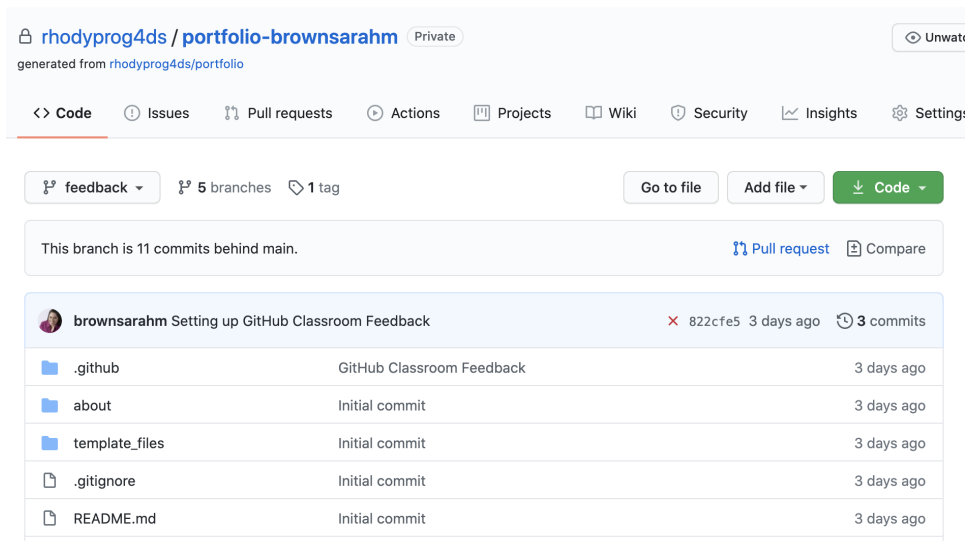 rhodyprog4ds / portfolio-brownsarahm Private
generated from rhodyprog4ds/portfolio
Code Issues Pull requests Actions Projects Wiki Security Insights Settings
feedback 5 branches 1 tag Go to file Add file Code
This branch is 11 commits behind main. Pull request Compare
brownsarahm Setting up GitHub Classroom Feedback 822cfe5 3 days ago 3 commits
.github GitHub Classroom Feedback 3 days ago
about Initial commit 3 days ago
template_files Initial commit 3 days ago
.gitignore Initial commit 3 days ago
README.md Initial commit 3 days ago